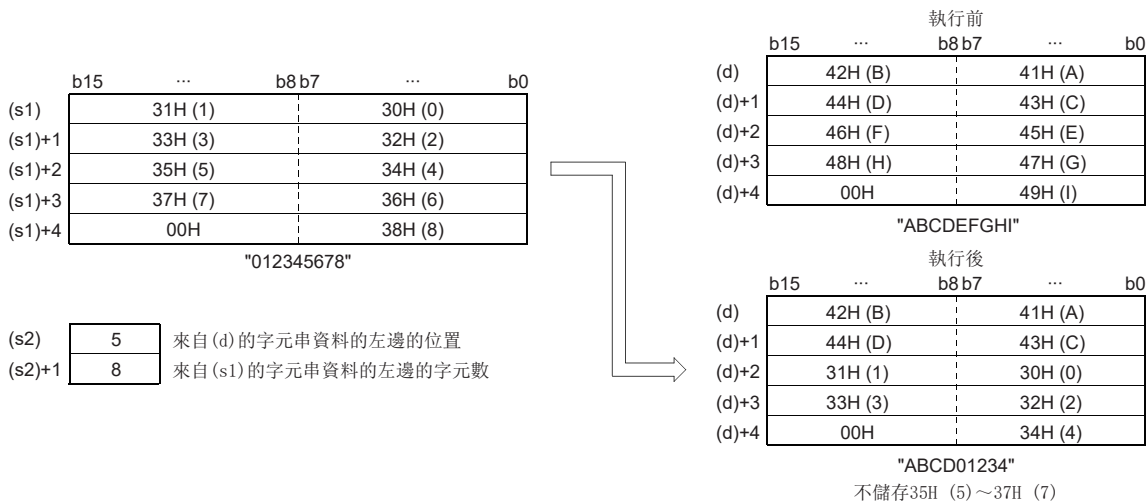 b15 ... b8 b7 ... b0
(s1) 31H (1) 30H (0)
(s1)+1 33H (3) 32H (2)
(s1)+2 35H (5) 34H (4)
(s1)+3 37H (7) 36H (6)
(s1)+4 00H 38H (8)
"012345678"
(s2) 5 來自(d)的字元串資料的左邊的位置
(s2)+1 8 來自(s1)的字元串資料的左邊的字元數
執行前
b15 ... b8 b7 ... b0
(d) 42H (B) 41H (A)
(d)+1 44H (D) 43H (C)
(d)+2 46H (F) 45H (E)
(d)+3 48H (H) 47H (G)
(d)+4 00H 49H (I)
"ABCDEFGHI"
執行後
b15 ... b8 b7 ... b0
(d) 42H (B) 41H (A)
(d)+1 44H (D) 43H (C)
(d)+2 31H (1) 30H (0)
(d)+3 33H (3) 32H (2)
(d)+4 00H 34H (4)
"ABCD01234"
不儲存35H (5)～37H (7)